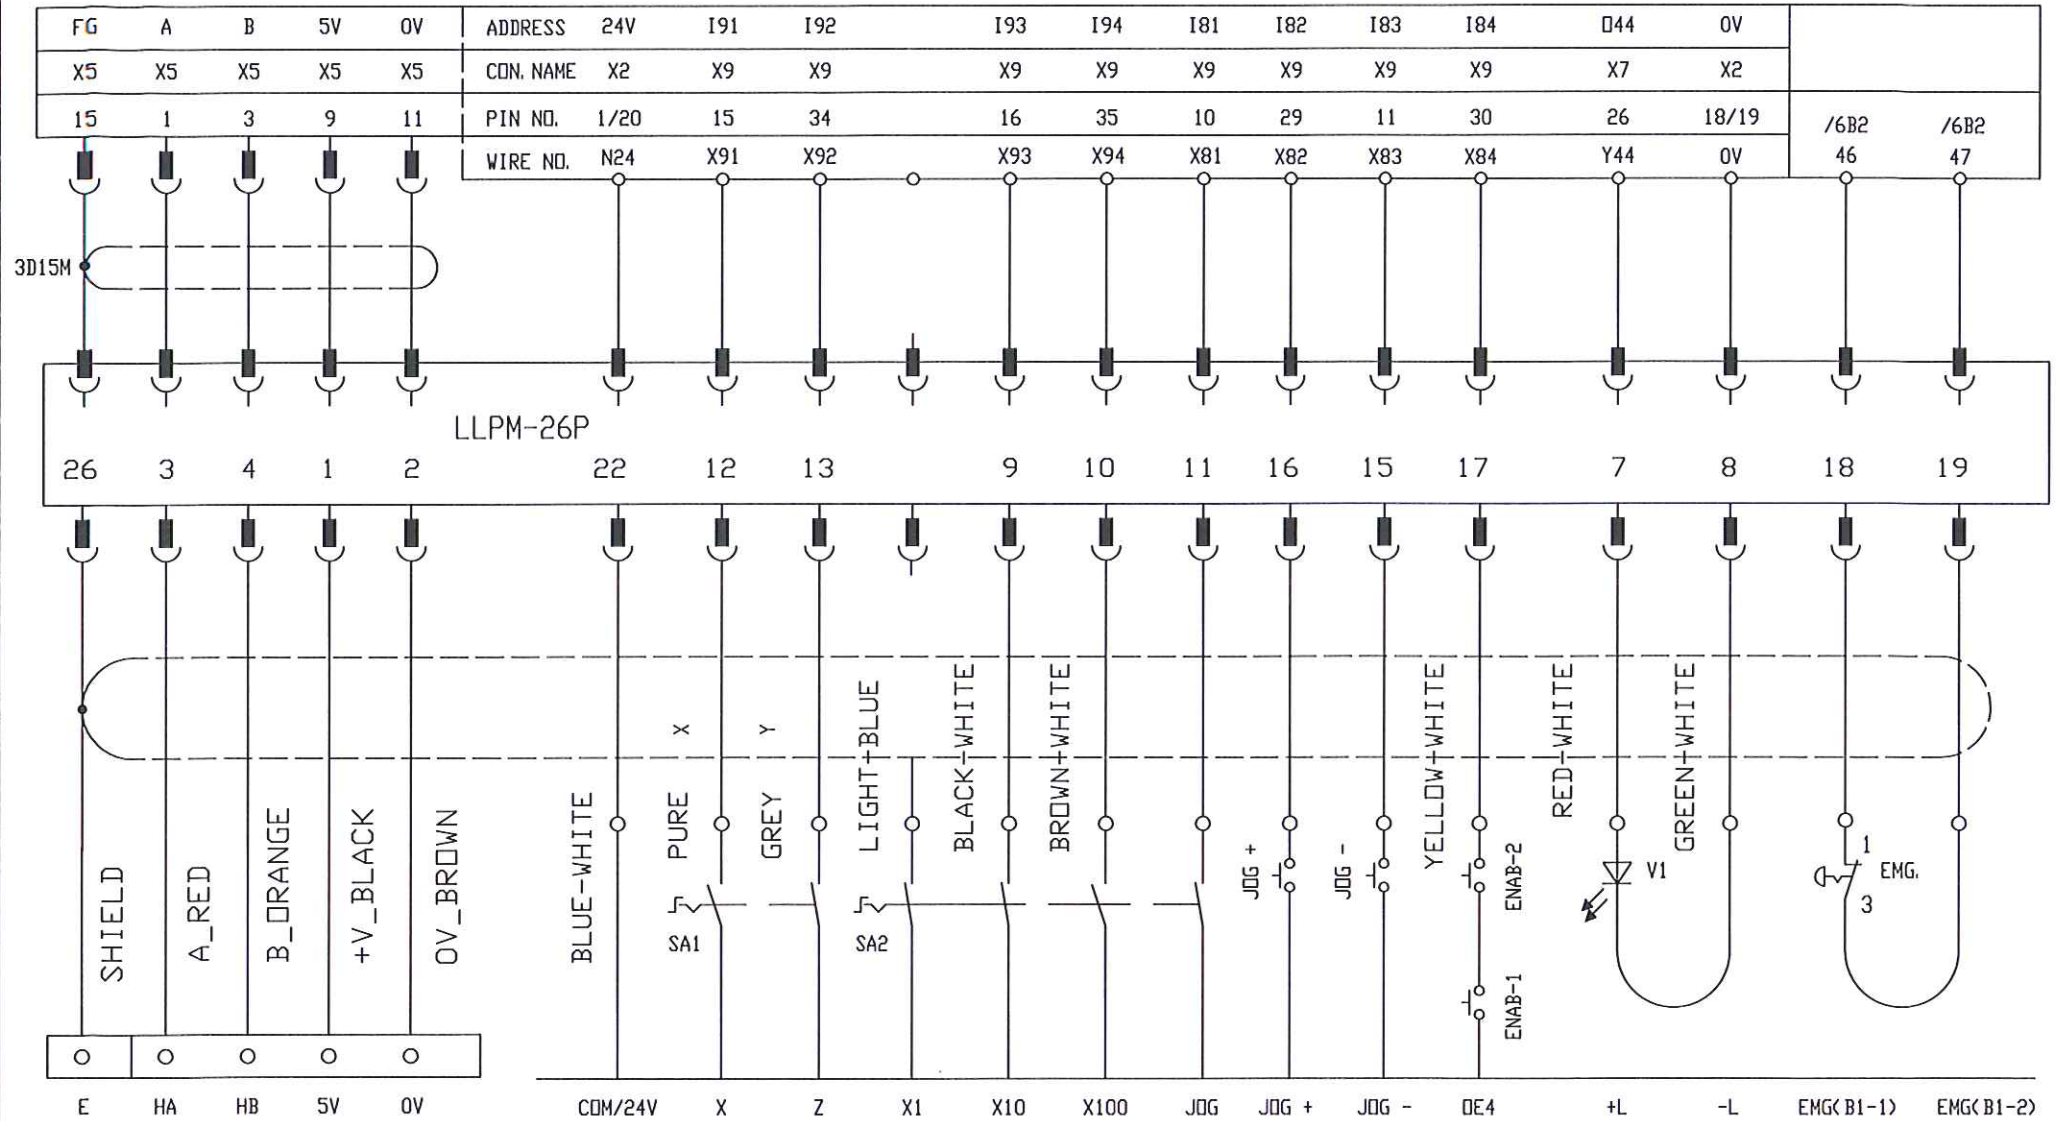 FG A B 5V 0V ADDRESS 24V I91 I92 I93 I94 I81 I82 I83 I84 O44 0V
X5 X5 X5 X5 X5 CON. NAME X2 X9 X9 X9 X9 X9 X9 X9 X9 X7 X2
15 1 3 9 11 PIN NO. 1/20 15 34 16 35 10 29 11 30 26 18/19 /6B2 /6B2
WIRE NO. N24 X91 X92 X93 X94 X81 X82 X83 X84 Y44 0V 46 47
3D15M
LLPM-26P
26 3 4 1 2 22 12 13 9 10 11 16 15 17 7 8 18 19
SHIELD
A_RED
B_ORANGE
+V_BLACK
0V_BROWN
BLUE-WHITE
PURE X
GREY Y
LIGHT-BLUE
BLACK-WHITE
BROWN-WHITE
JOG +
JOG -
YELLOW-WHITE
ENAB-2
ENAB-1
RED-WHITE
GREEN-WHITE
V1
1
EMG.
3
SA1
SA2
E HA HB 5V 0V COM/24V X Z X1 X10 X100 JOG JOG + JOG - OE4 +L -L EMG(B1-1) EMG(B1-2)